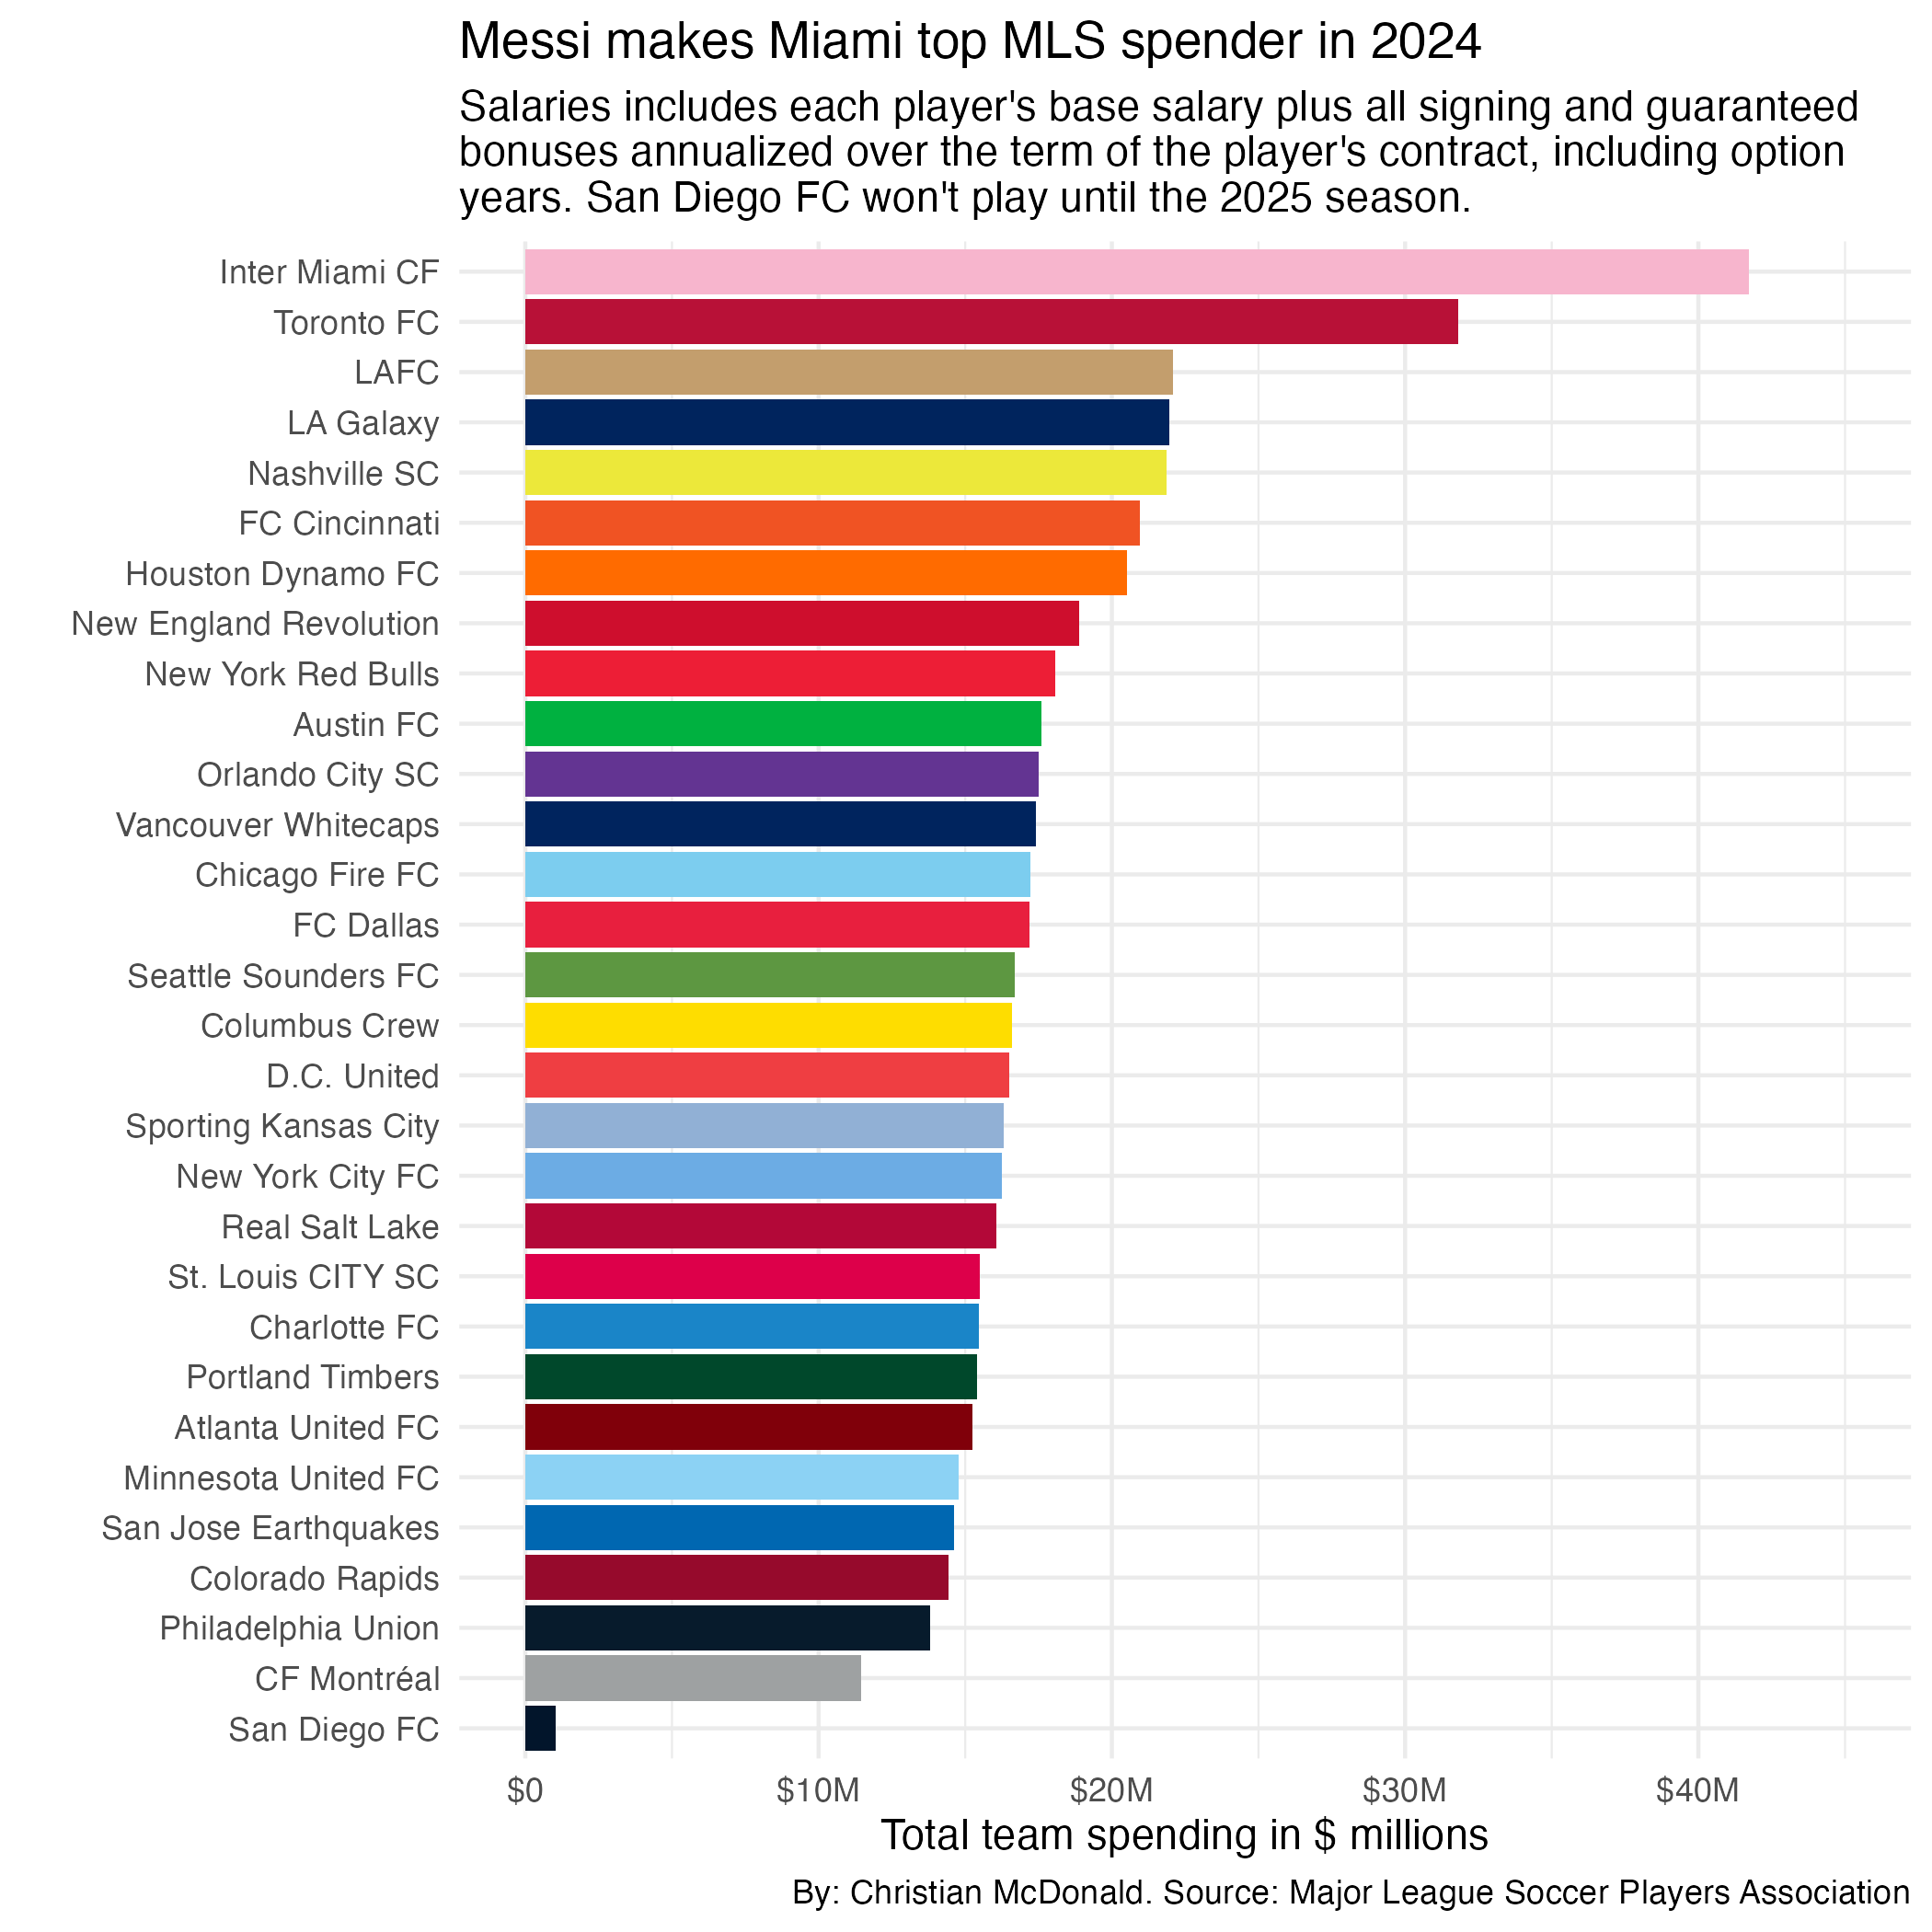 Messi makes Miami top MLS spender in 2024
Salaries includes each player's base salary plus all signing and guaranteed
bonuses annualized over the term of the player's contract, including option
years. San Diego FC won't play until the 2025 season.
Inter Miami CF
Toronto FC
LAFC
LA Galaxy
Nashville SC
FC Cincinnati
Houston Dynamo FC
New England Revolution
New York Red Bulls
Austin FC
Orlando City SC
Vancouver Whitecaps
Chicago Fire FC
FC Dallas
Seattle Sounders FC
Columbus Crew
D.C. United
Sporting Kansas City
New York City FC
Real Salt Lake
St. Louis CITY SC
Charlotte FC
Portland Timbers
Atlanta United FC
Minnesota United FC
San Jose Earthquakes
Colorado Rapids
Philadelphia Union
CF Montréal
San Diego FC
$0 $10M $20M $30M $40M
Total team spending in $ millions
By: Christian McDonald. Source: Major League Soccer Players Association